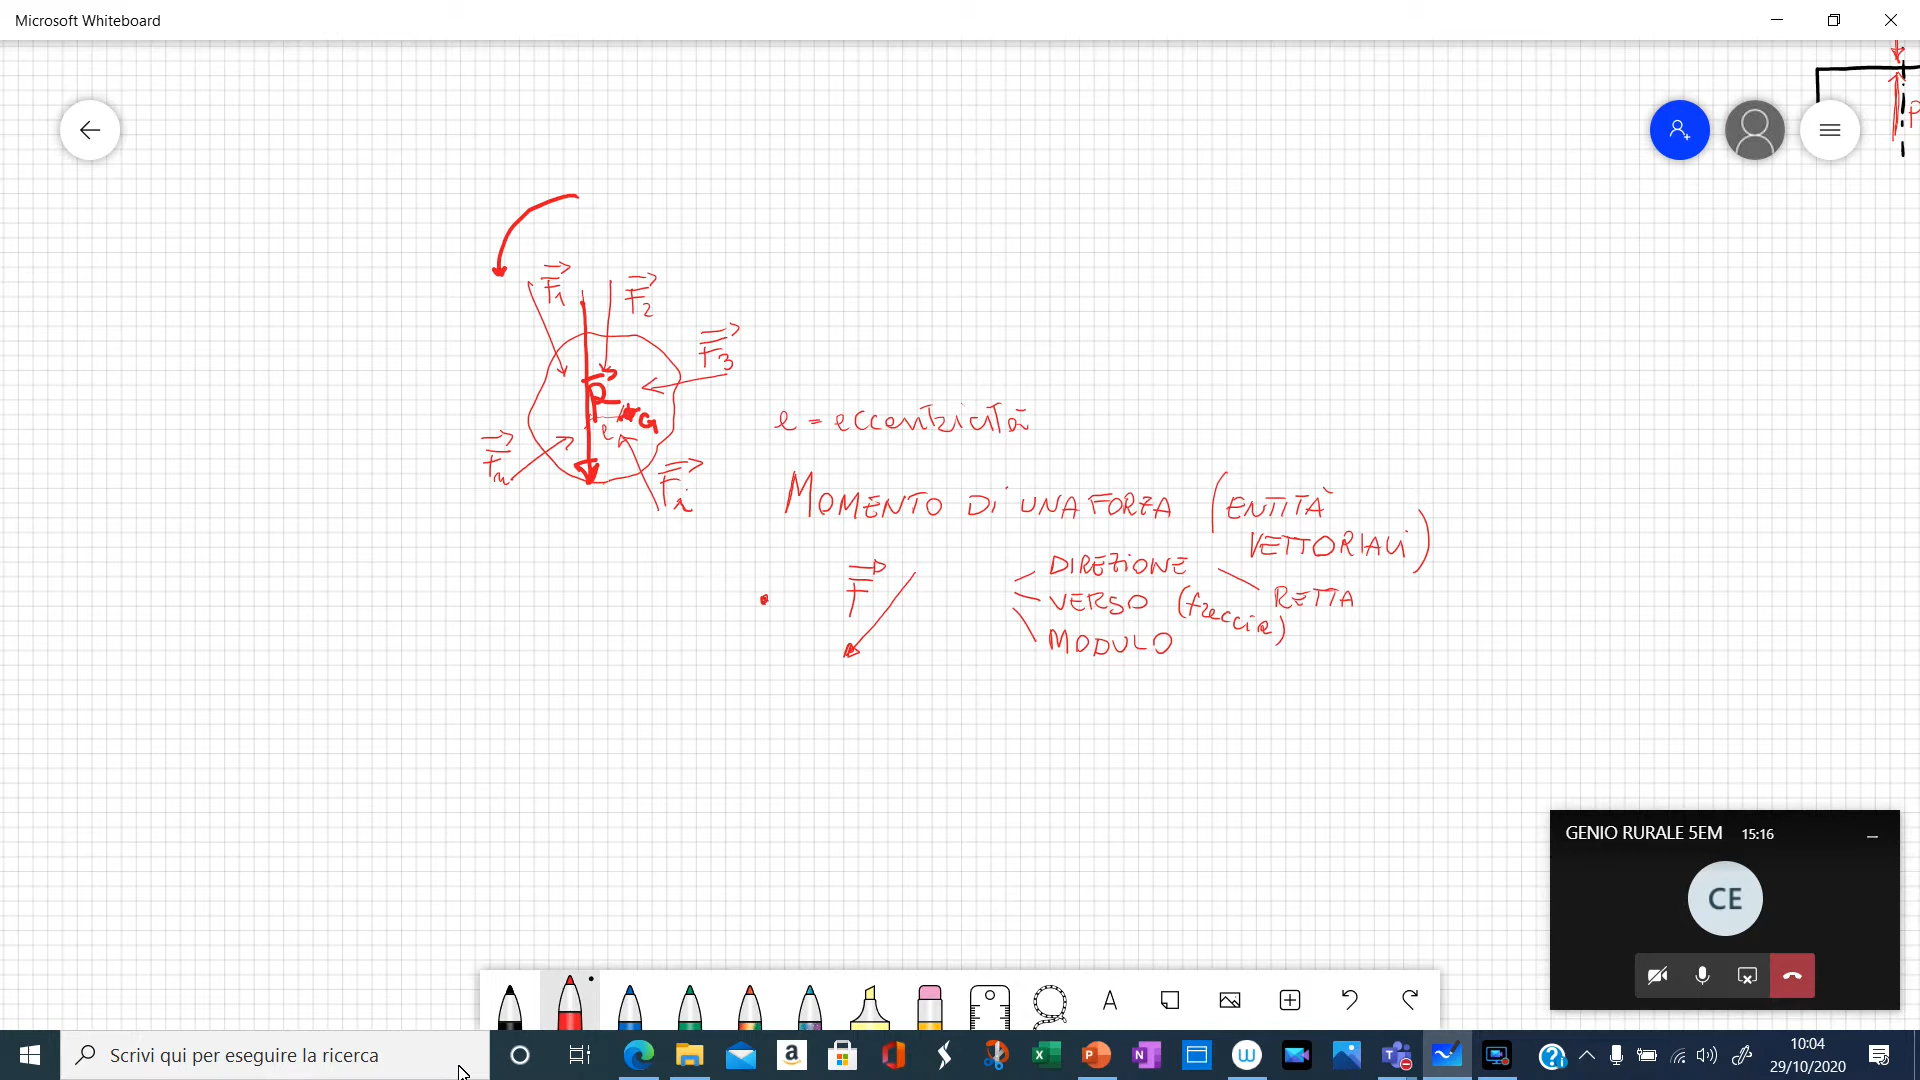 Microsoft Whiteboard
P
F1
F2
F3
R
G
e
Fn
Fi
e = eccentricità
MOMENTO DI UNA FORZA (ENTITÀ
VETTORIALI)
F
DIREZIONE
RETTA
VERSO (freccia)
MODULO
GENIO RURALE 5EM 15:16
CE
Scrivi qui per eseguire la ricerca
10:04
29/10/2020